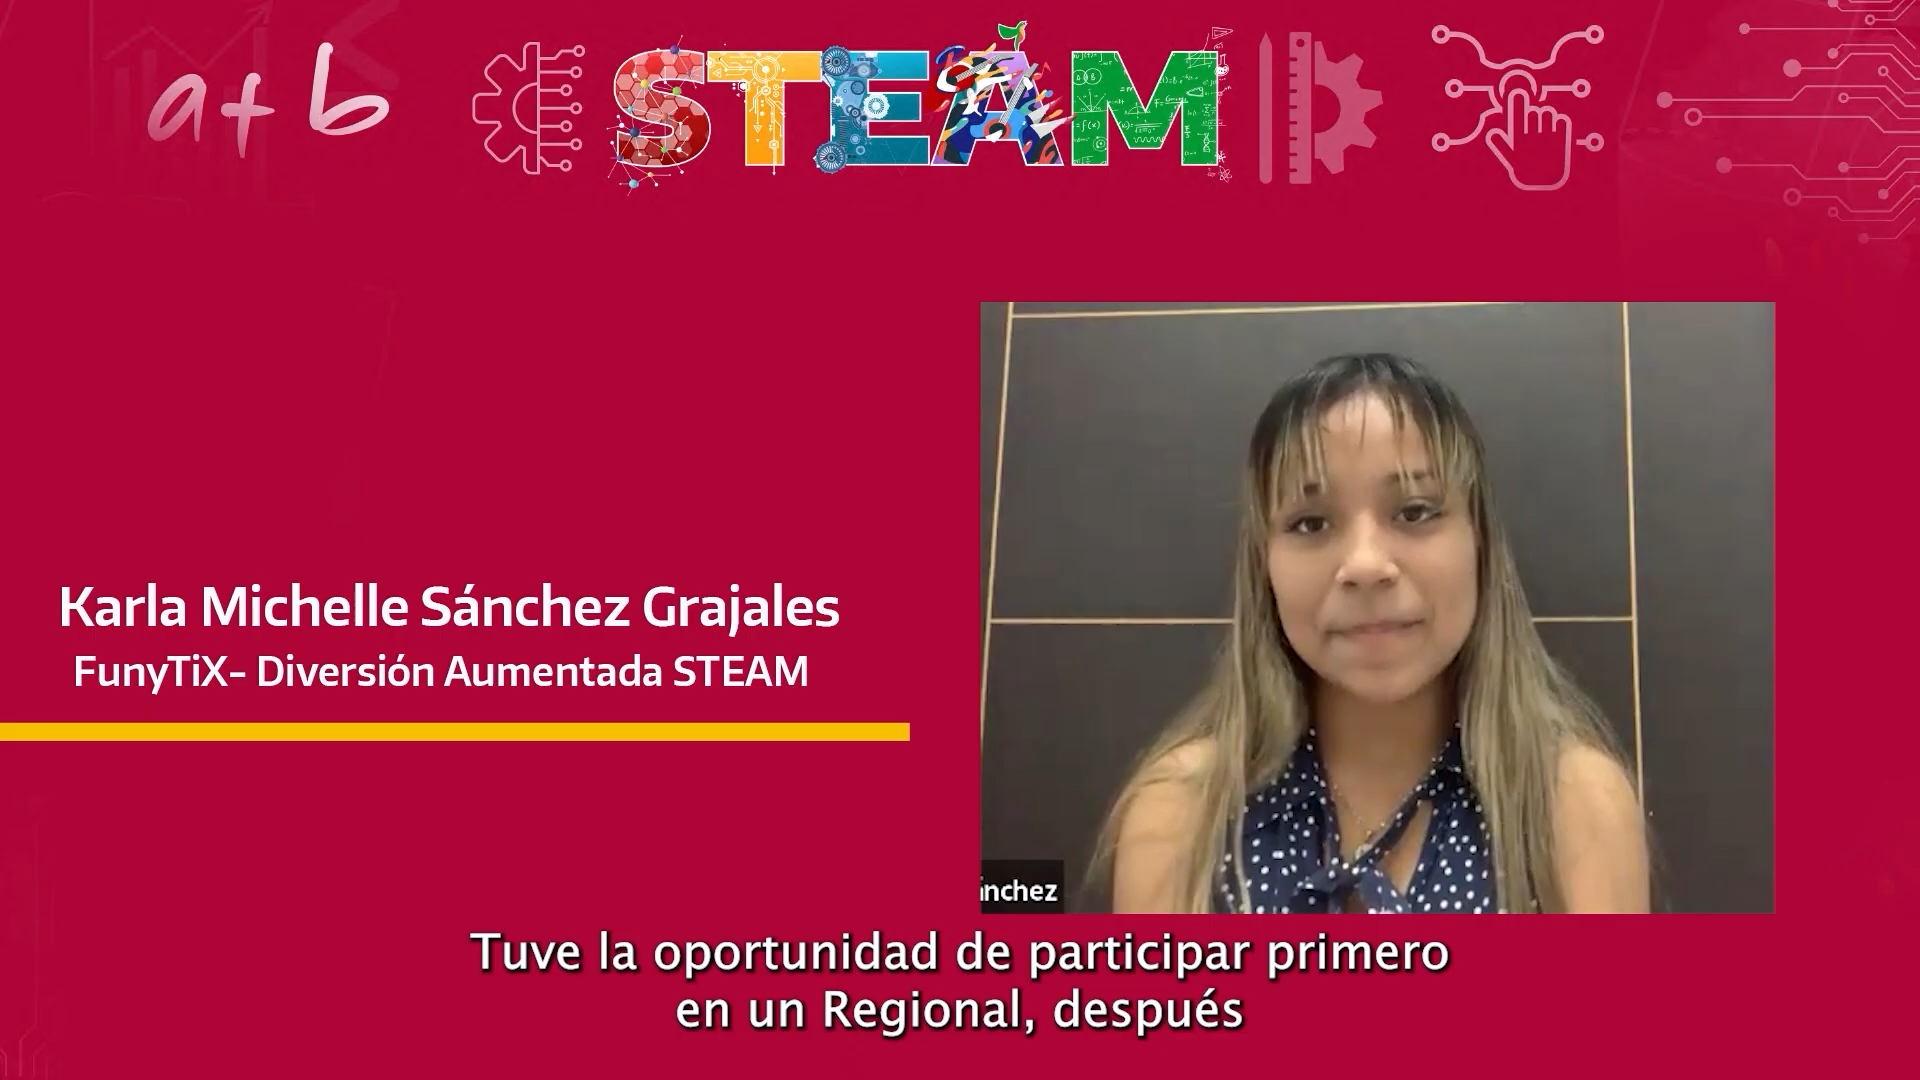 a+b
STEAM
Karla Michelle Sánchez Grajales
FunyTiX- Diversión Aumentada STEAM
ánchez
Tuve la oportunidad de participar primero
en un Regional, después